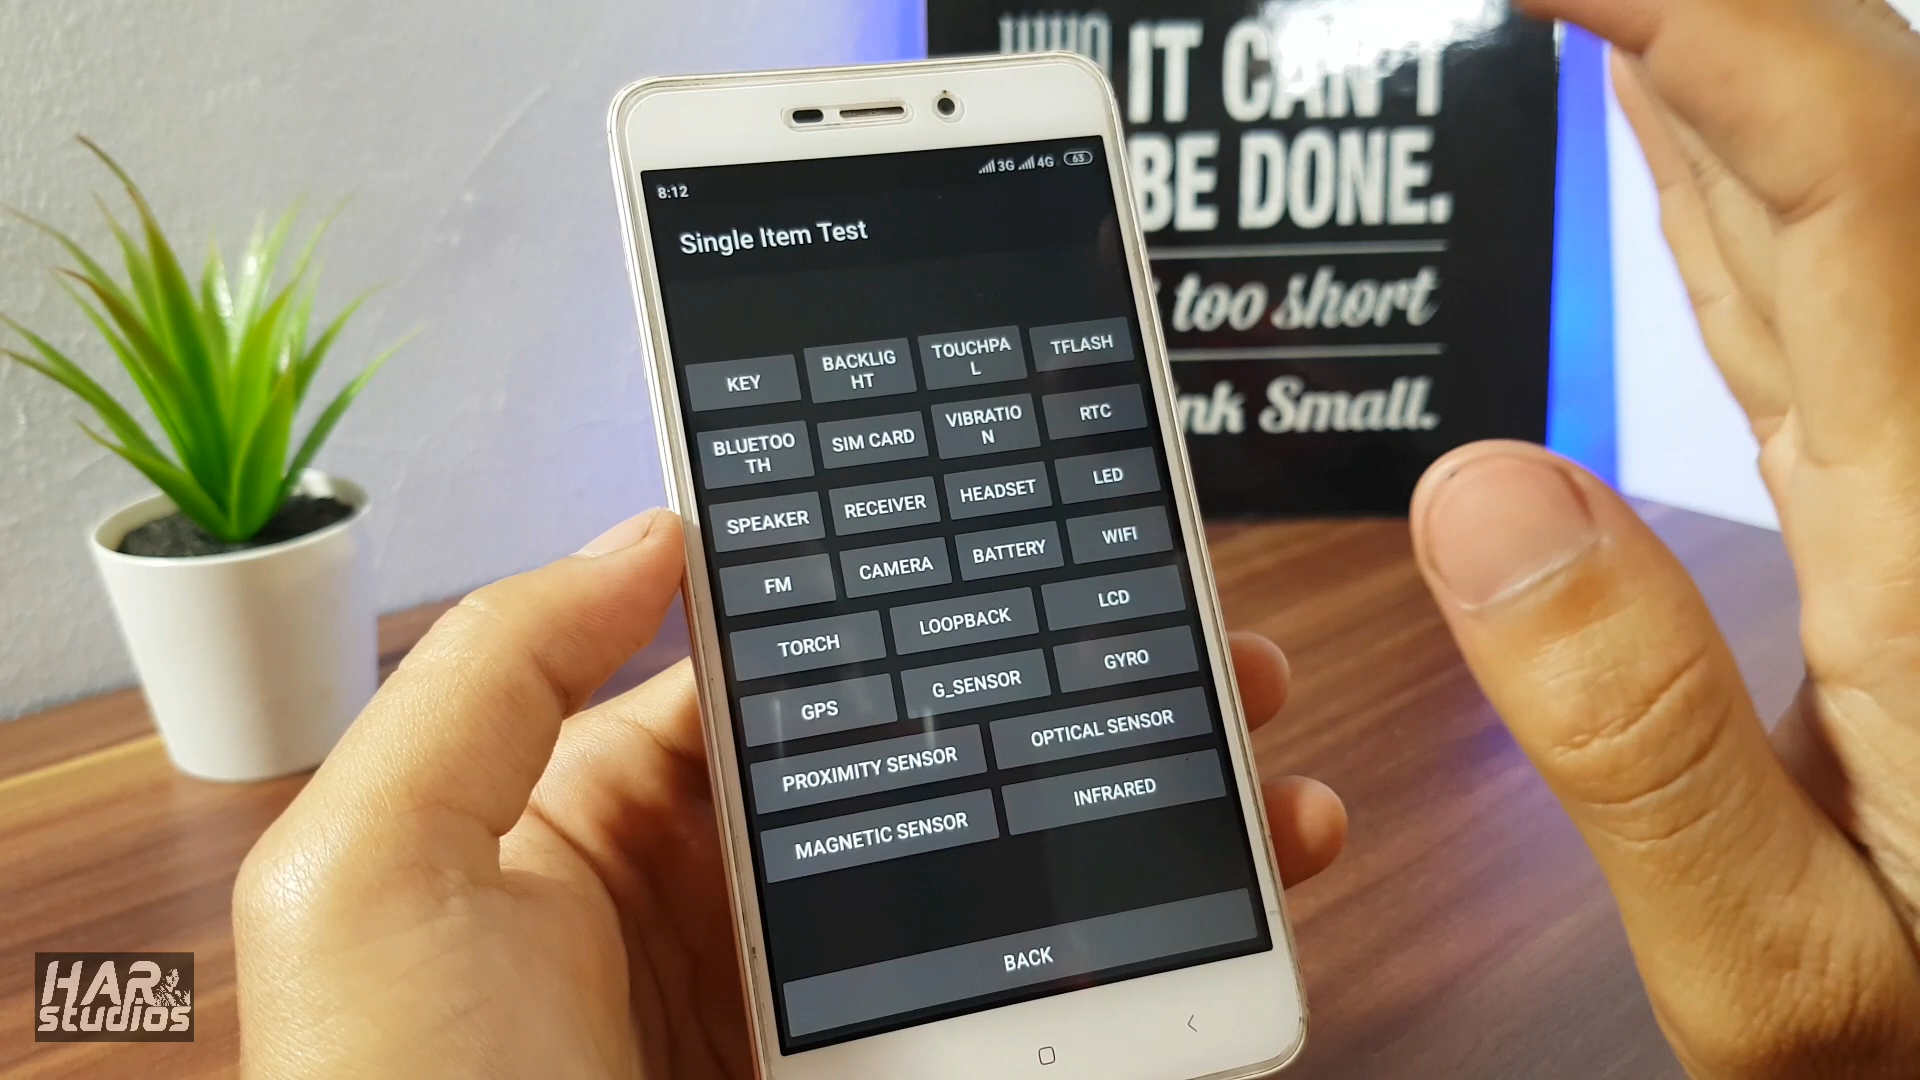 IT CAN'T
BE DONE.
too short
Small.
8:12
3G 4G 63
Single Item Test
KEY
BACKLIG
HT
TOUCHPA
L
TFLASH
BLUETOO
TH
SIM CARD
VIBRATIO
N
RTC
SPEAKER
RECEIVER
HEADSET
LED
FM
CAMERA
BATTERY
WIFI
TORCH
LOOPBACK
LCD
GPS
G_SENSOR
GYRO
PROXIMITY SENSOR
OPTICAL SENSOR
MAGNETIC SENSOR
INFRARED
BACK
HAR
studios